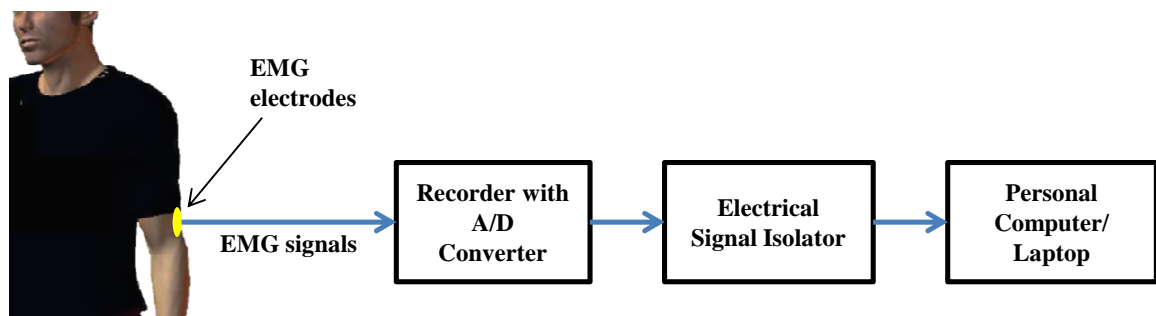 EMG
electrodes
EMG signals
Recorder with
A/D
Converter
Electrical
Signal Isolator
Personal
Computer/
Laptop